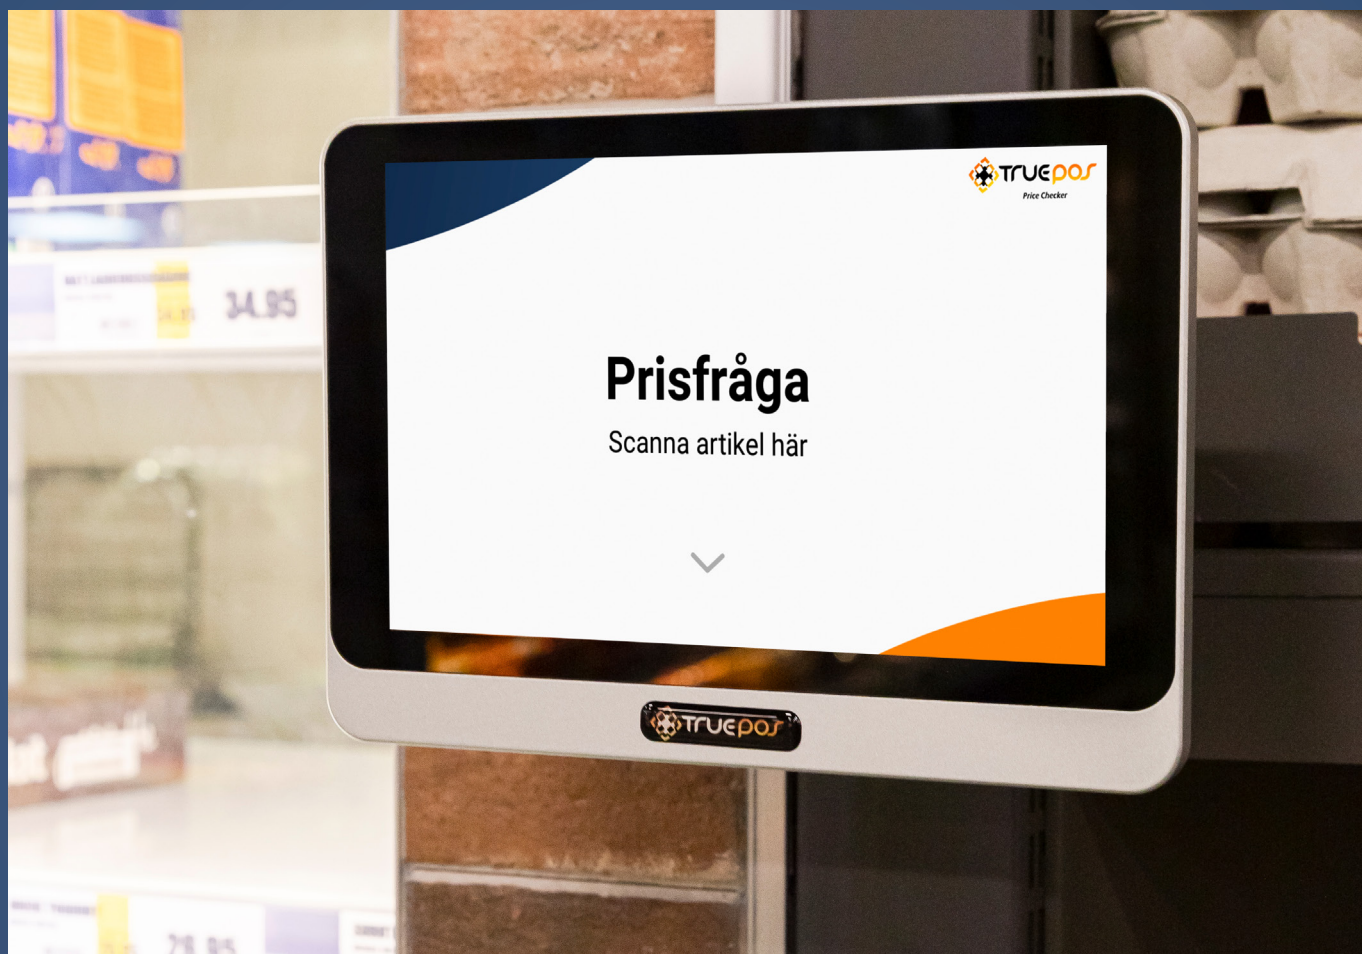 34.95
TRUEPOS
Price Checker
Prisfråga
Scanna artikel här
TRUEPOS